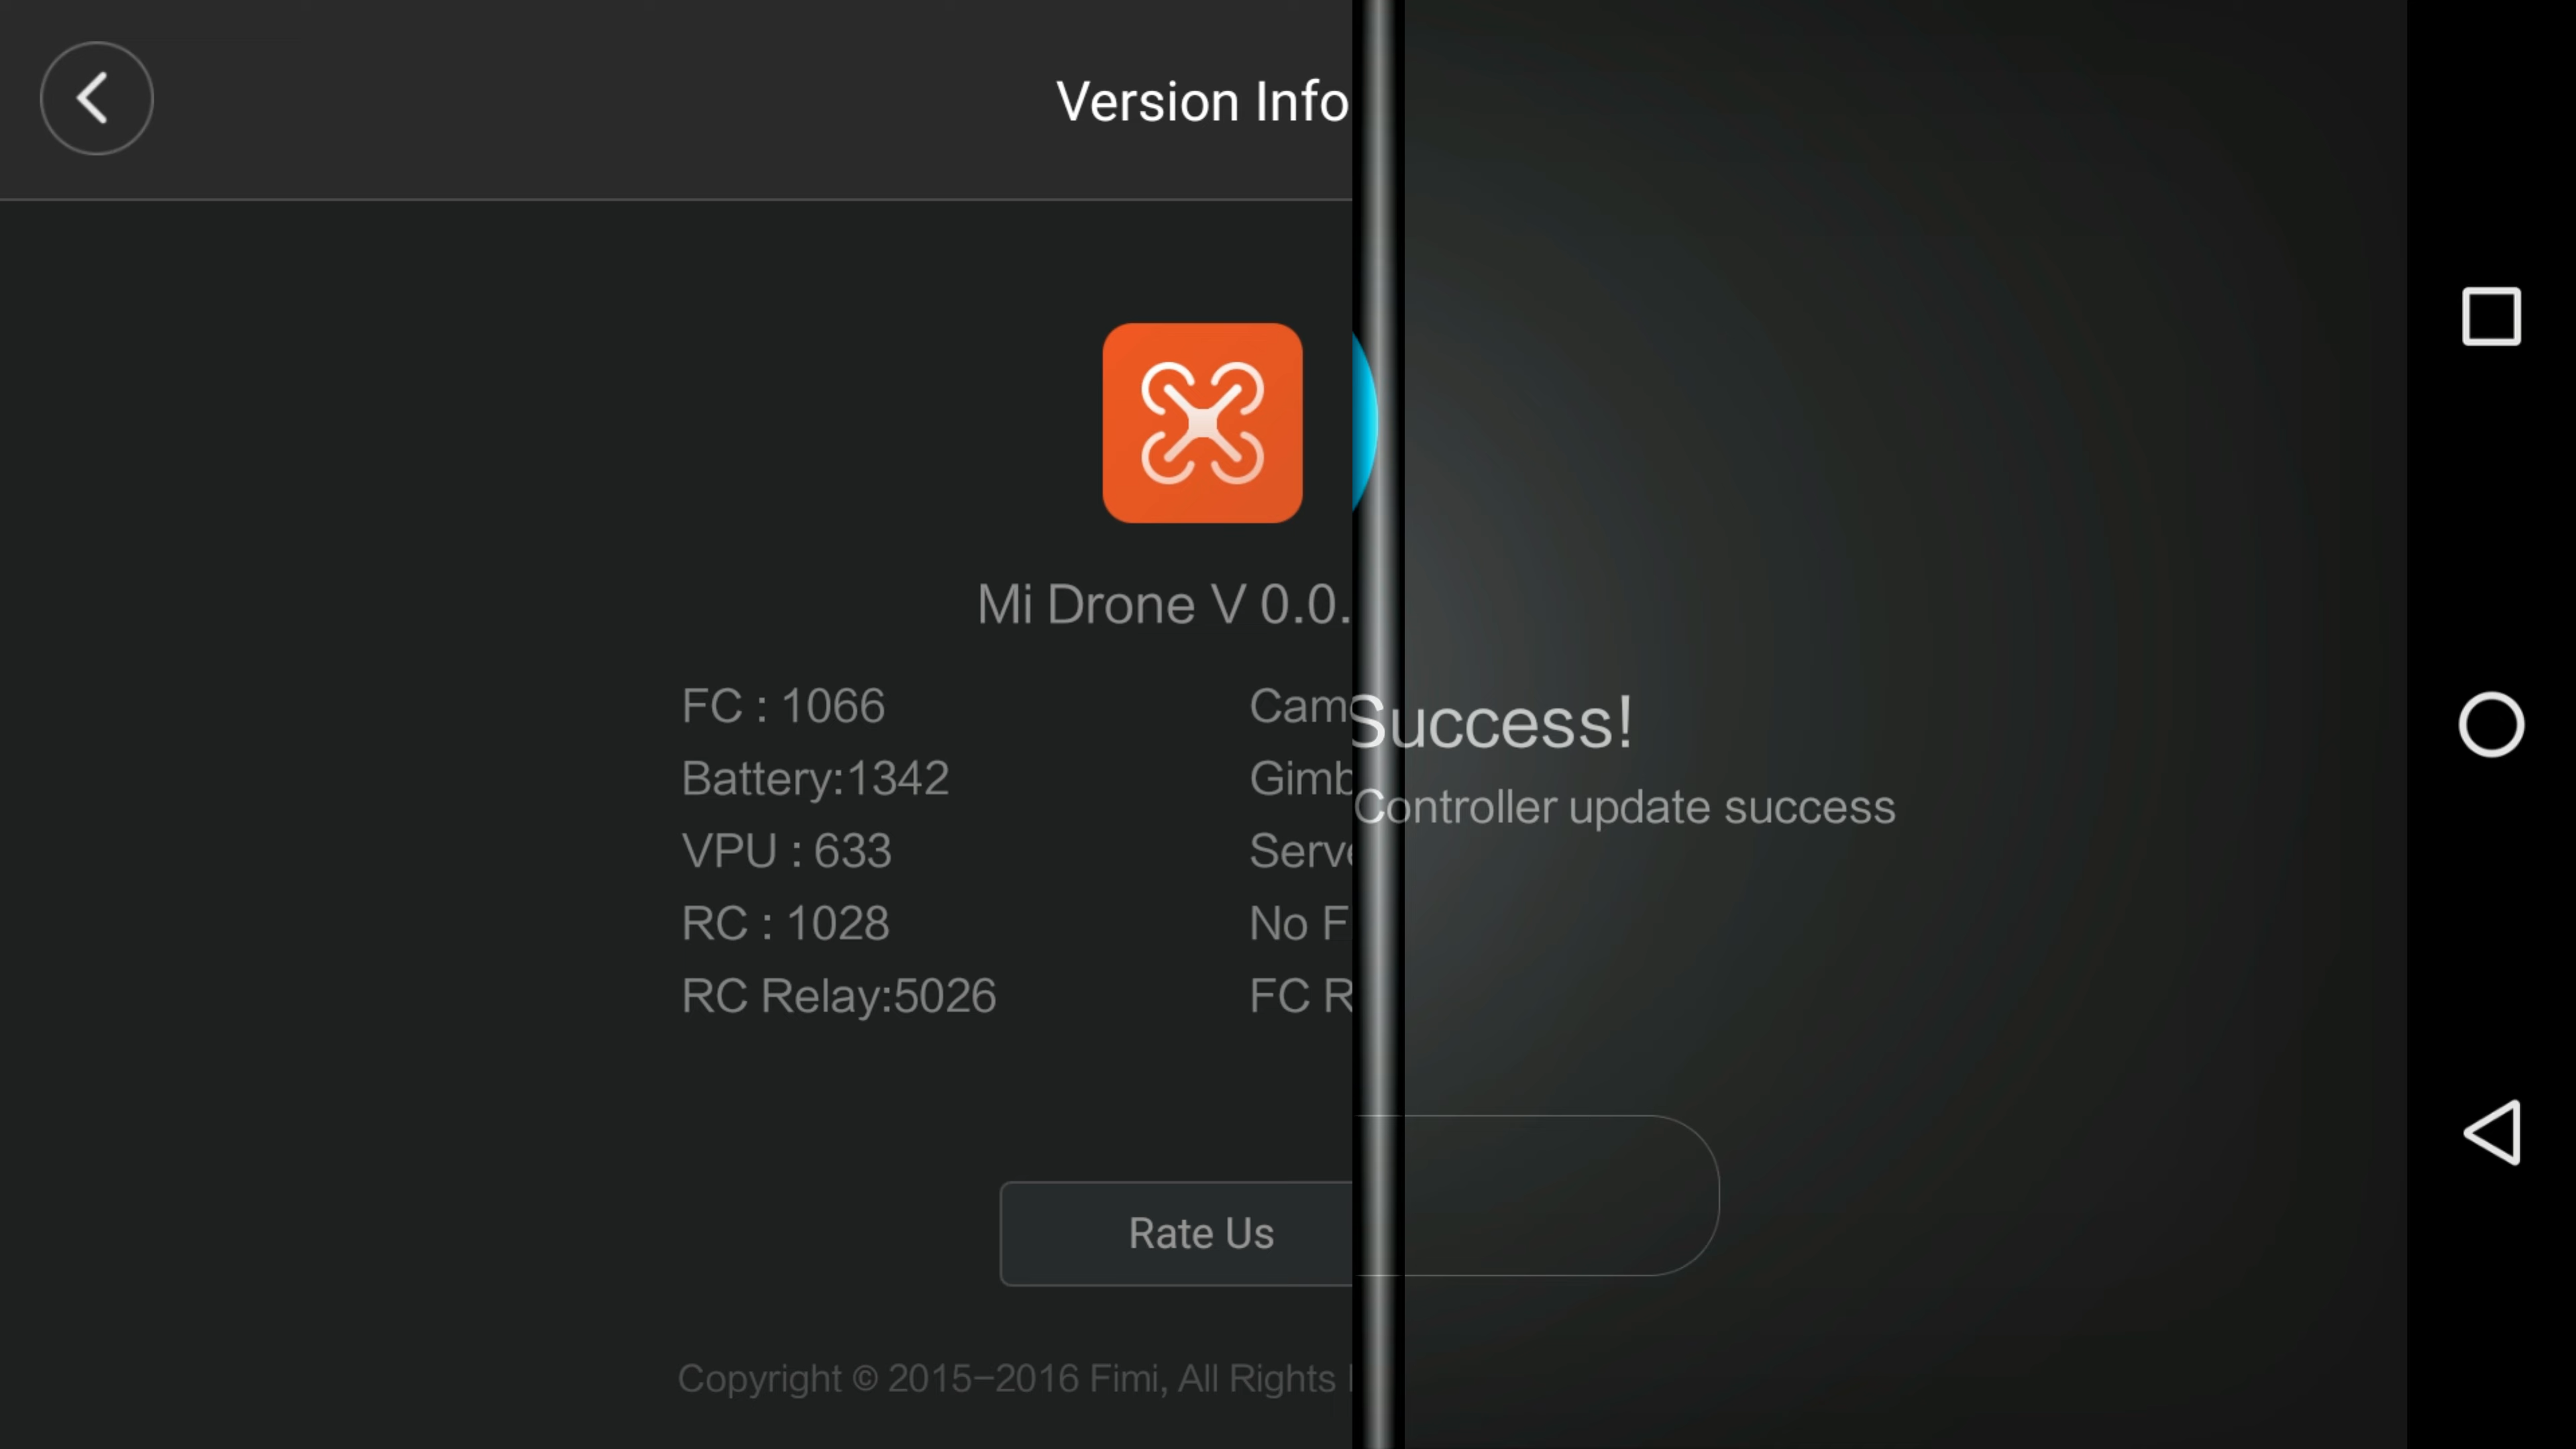 Version Info
Mi Drone V 0.0.
FC : 1066
Cam
Success!
Battery:1342
Gimb
Controller update success
VPU : 633
Serve
RC : 1028
No F
RC Relay:5026
FC R
Rate Us
Copyright © 2015–2016 Fimi, All Rights